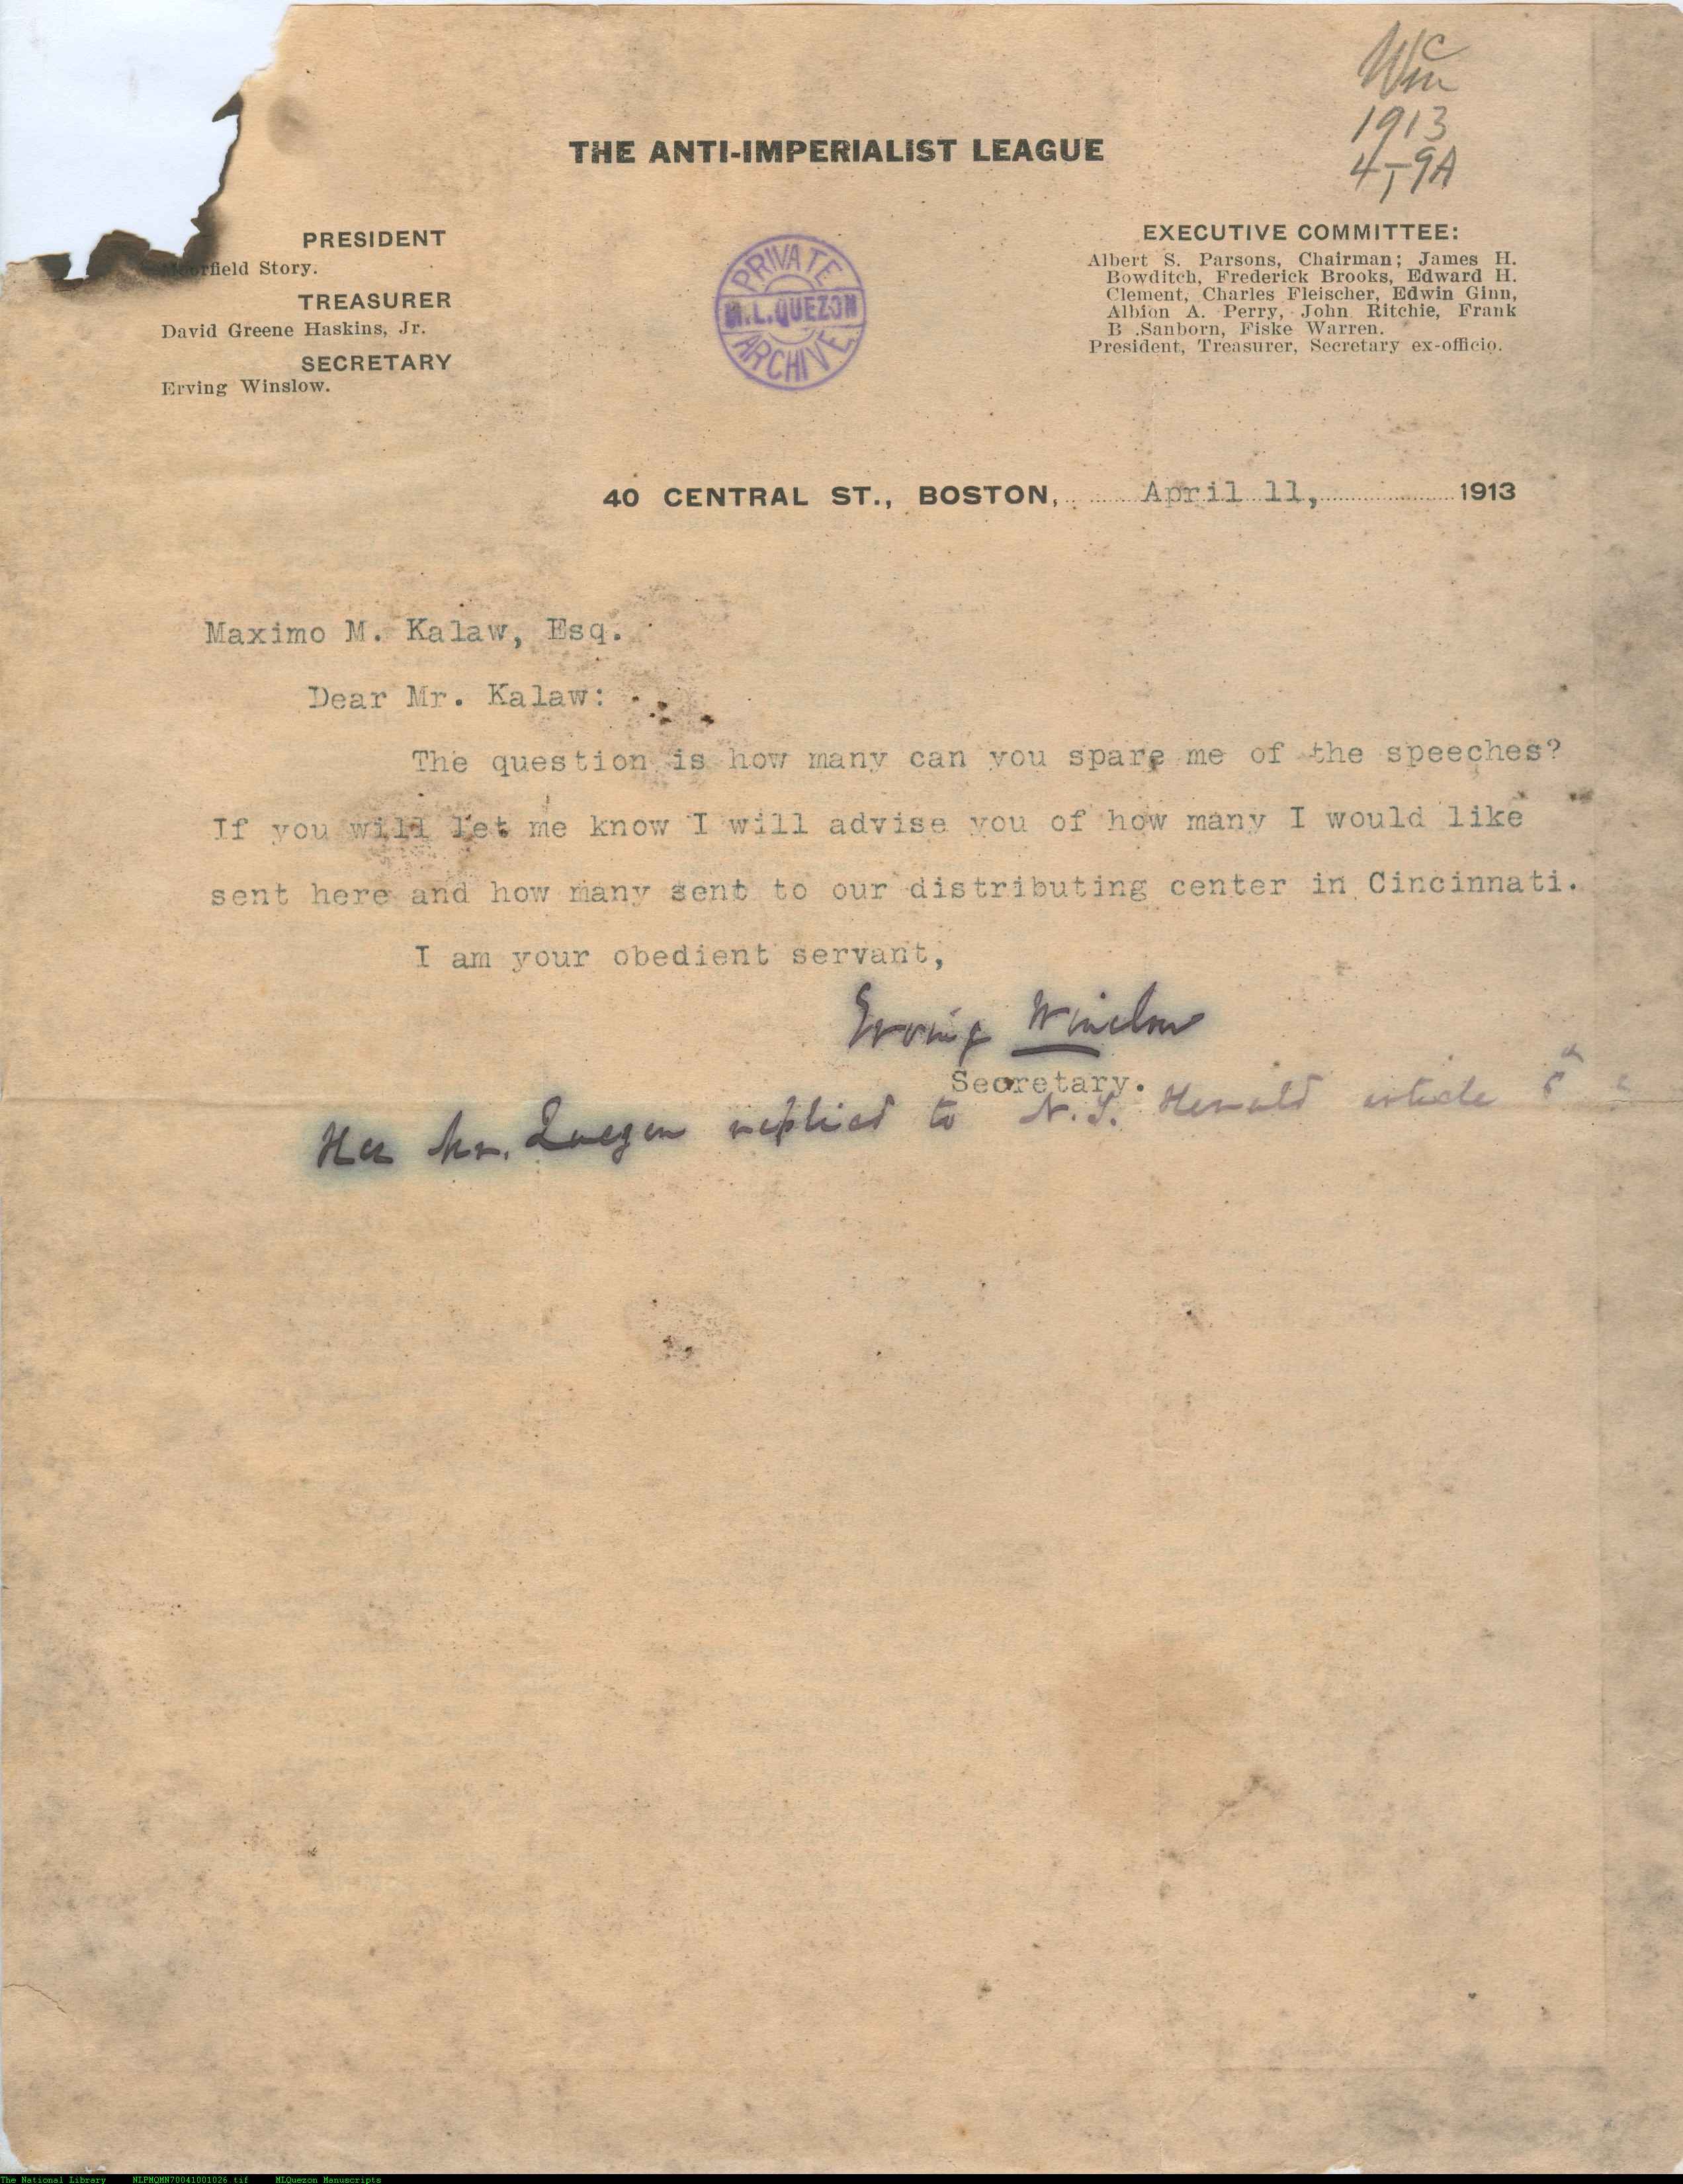 1913
4-9A
THE ANTI-IMPERIALIST LEAGUE
PRESIDENT
Moorfield Story.
TREASURER
David Greene Haskins, Jr.
SECRETARY
Erving Winslow.
PRIVATE
M.L.QUEZON
ARCHIVE
EXECUTIVE COMMITTEE:
Albert S. Parsons, Chairman; James H.
Bowditch, Frederick Brooks, Edward H.
Clement, Charles Fleischer, Edwin Ginn,
Albion A. Perry, John Ritchie, Frank
B .Sanborn, Fiske Warren.
President, Treasurer, Secretary ex-officio.
40 CENTRAL ST., BOSTON, April 11, 1913
Maximo M. Kalaw, Esq.
Dear Mr. Kalaw:
The question is how many can you spare me of the speeches?
If you will let me know I will advise you of how many I would like
sent here and how many sent to our distributing center in Cincinnati.
I am your obedient servant,
Erving Winslow
Secretary.
Has Mr. Quezon replied to N.Y. Herald article
The National Library NLPMQMN70041001026.tif MLQuezon Manuscripts